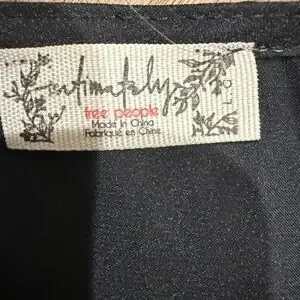 intimately
free people
Made in China
Fabriqué en Chine